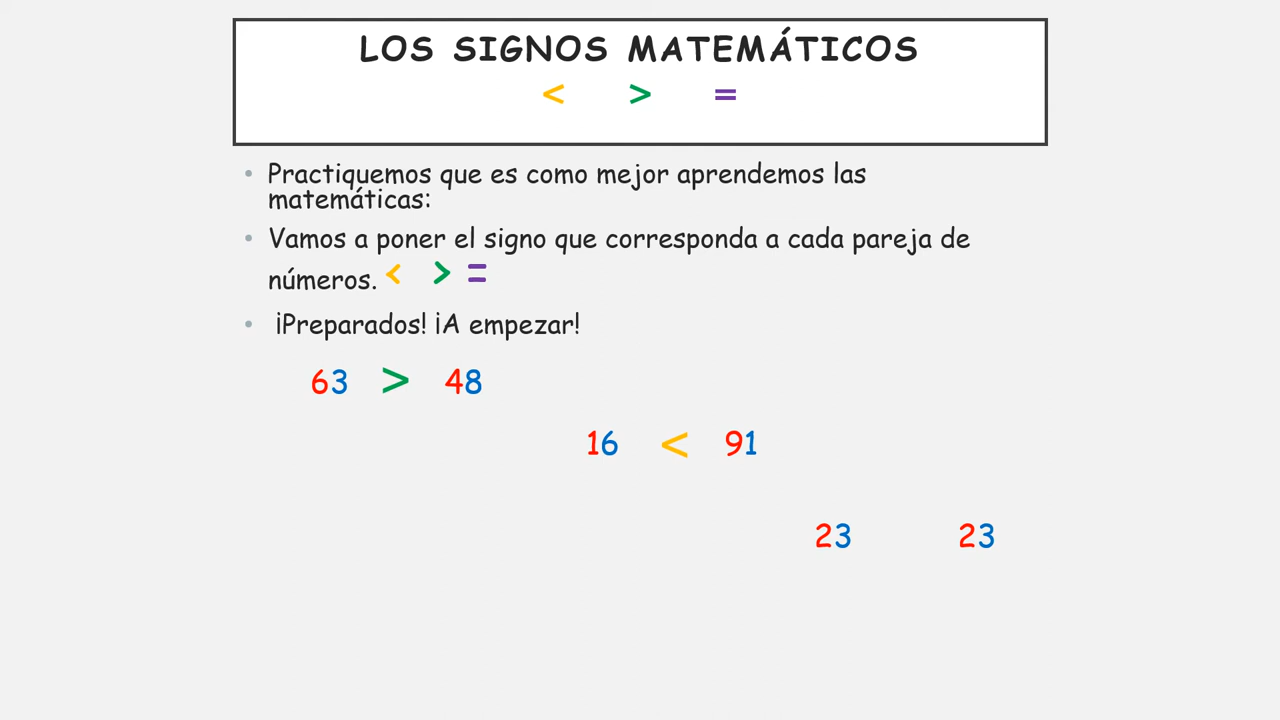 LOS SIGNOS MATEMÁTICOS
< > =
• Practiquemos que es como mejor aprendemos las
matemáticas:
• Vamos a poner el signo que corresponda a cada pareja de
números. < > =
• ¡Preparados! ¡A empezar!
63 > 48
16 < 91
23 23